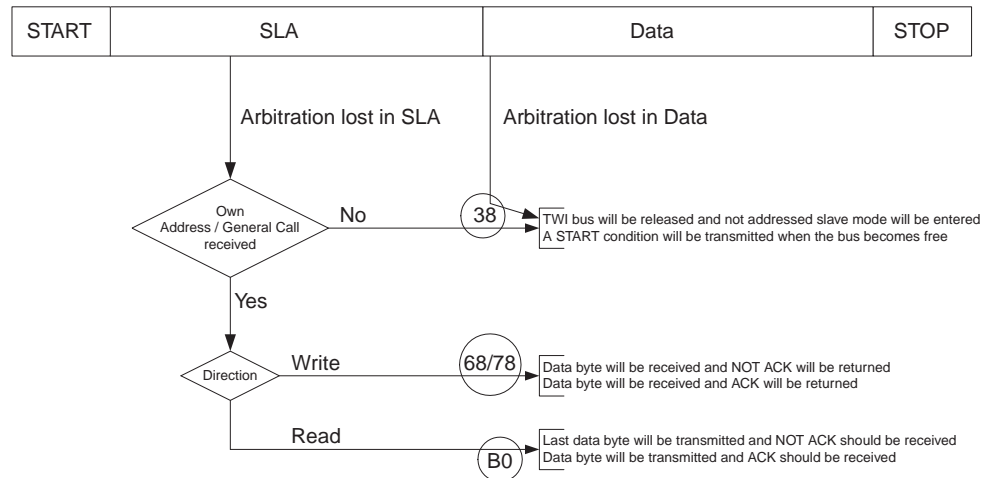 START SLA Data STOP
Arbitration lost in SLA Arbitration lost in Data
Own
Address / General Call
received
No
38
TWI bus will be released and not addressed slave mode will be entered
A START condition will be transmitted when the bus becomes free
Yes
Direction
Write
68/78
Data byte will be received and NOT ACK will be returned
Data byte will be received and ACK will be returned
Read
B0
Last data byte will be transmitted and NOT ACK should be received
Data byte will be transmitted and ACK should be received